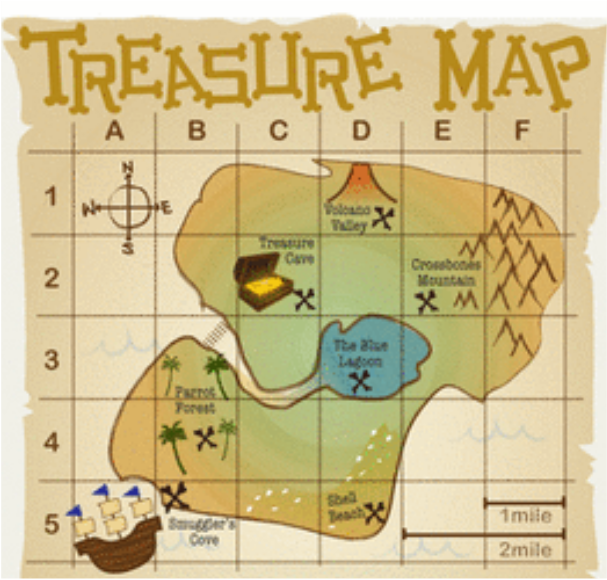 TREASURE MAP
A B C D E F
1
N
W E
S
Volcano
Valley
2
Treasure
Cave
Crossbones
Mountain
3
The Blue
Lagoon
Parrot
Forest
4
5
Smuggler's
Cove
Shell
Beach
1mile
2mile